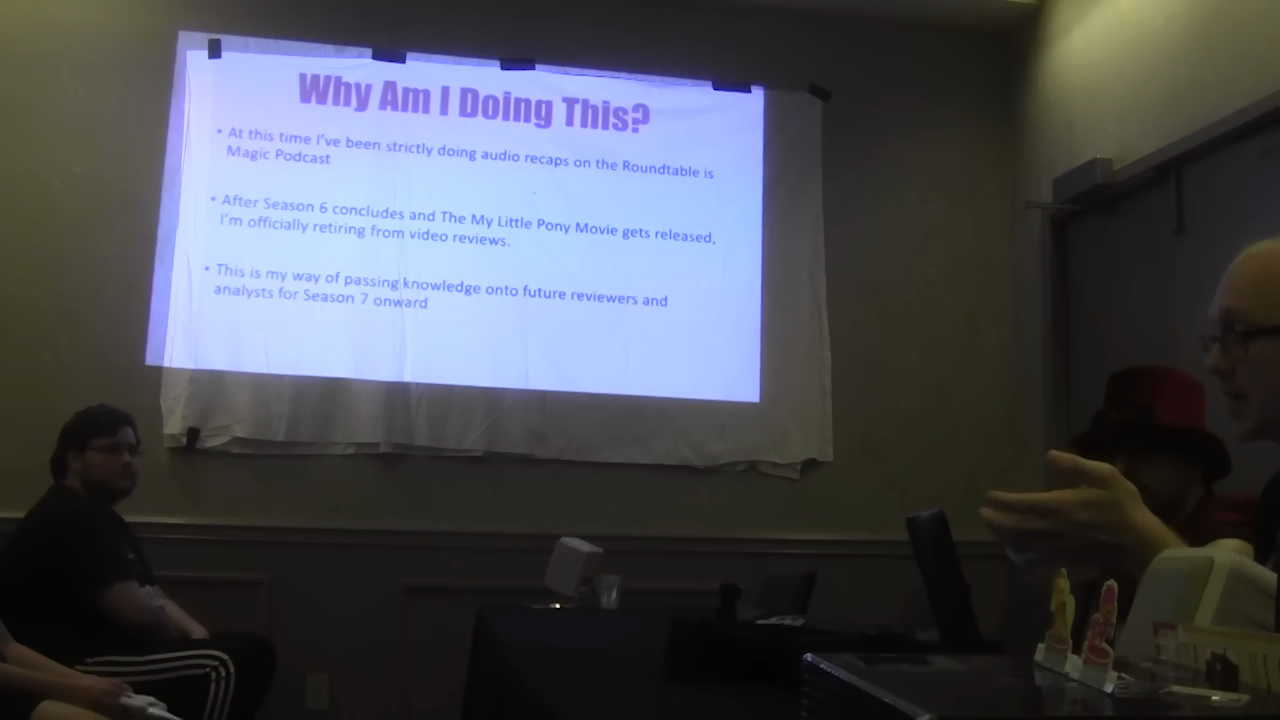 Why Am I Doing This?
• At this time I've been strictly doing audio recaps on the Roundtable is
Magic Podcast
• After Season 6 concludes and The My Little Pony Movie gets released,
I'm officially retiring from video reviews.
• This is my way of passing knowledge onto future reviewers and
analysts for Season 7 onward